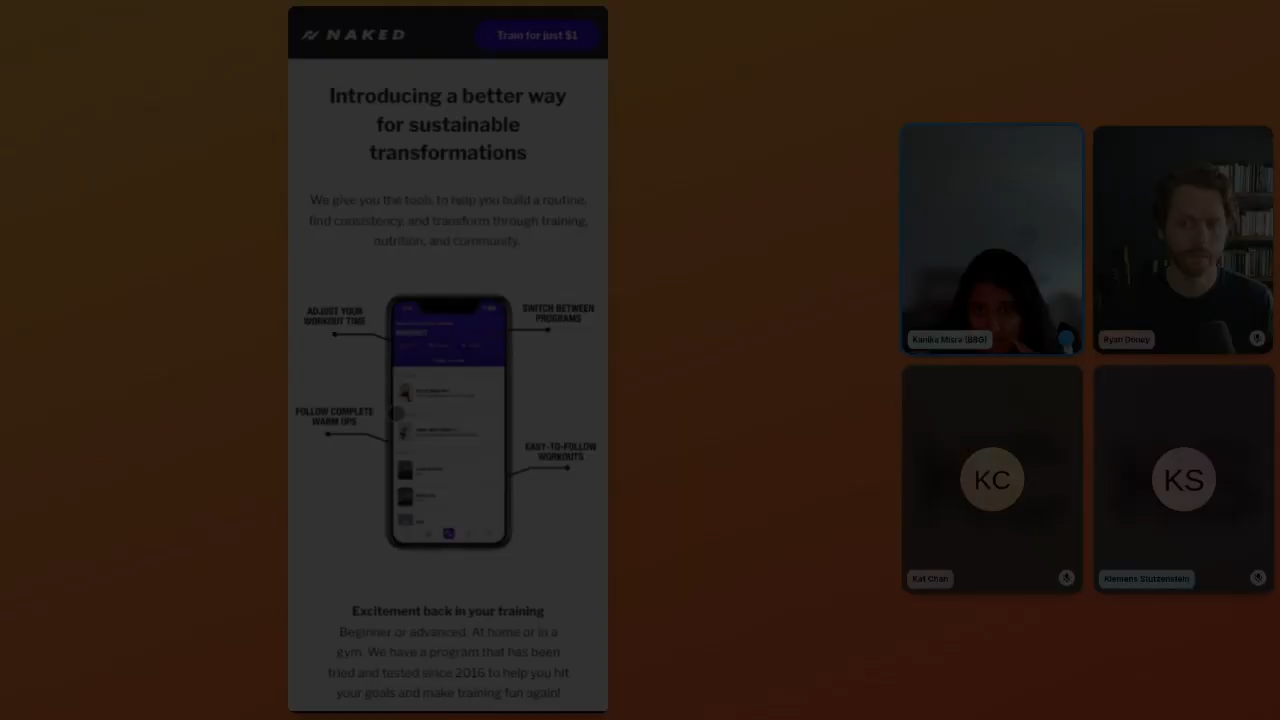 NAKED
Train for just $1
Introducing a better way
for sustainable
transformations
We give you the tools to help you build a routine,
find consistency, and transform through training,
nutrition, and community.
ADJUST YOUR
WORKOUT TIME
SWITCH BETWEEN
PROGRAMS
FOLLOW COMPLETE
WARM UPS
EASY-TO-FOLLOW
WORKOUTS
Excitement back in your training
Beginner or advanced. At home or in a
gym. We have a program that has been
tried and tested since 2016 to help you hit
your goals and make training fun again!
Kanika Misra (BBG)
Ryan Doney
KC
Kat Chan
KS
Klemens Stutzenstein